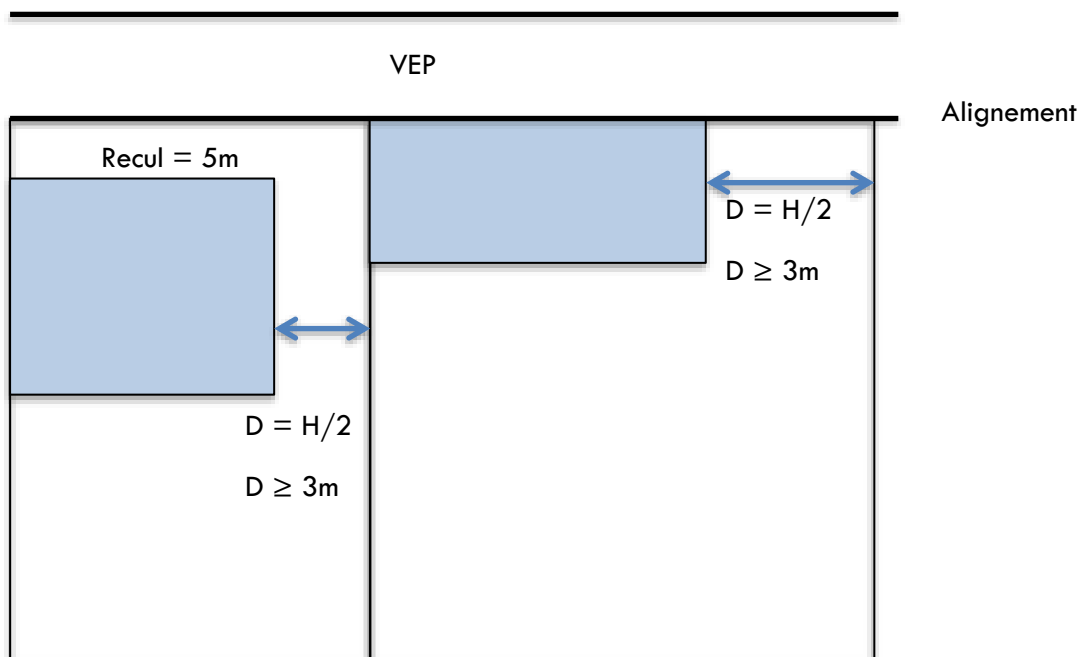 VEP
Alignement
Recul = 5m
D = H/2
D ≥ 3m
D = H/2
D ≥ 3m